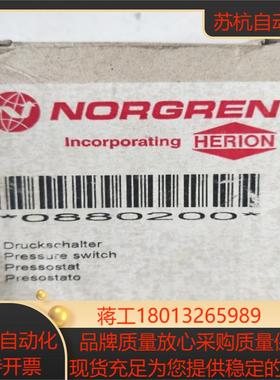 苏杭自动
NORGREN
Incorporating HERION
*0880200*
Druckschalter
Pressure switch
Pressostat
Presostato
蒋工18013265989
自动化 品牌质量放心采购质量保
开票 现货充足为您提供稳定的